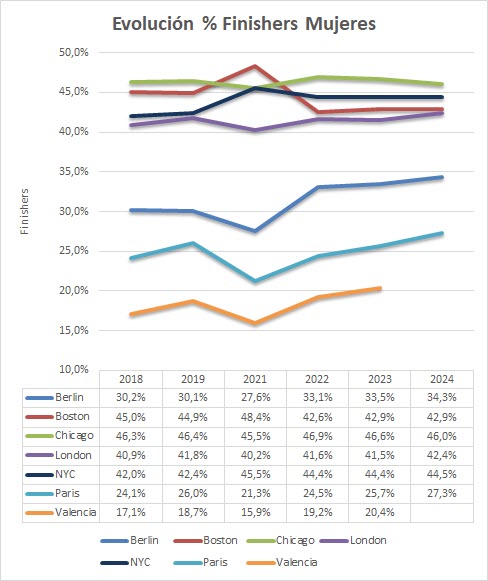 Evolución % Finishers Mujeres
50,0%
45,0%
40,0%
35,0%
30,0%
25,0%
20,0%
15,0%
10,0%
Finishers
2018 2019 2021 2022 2023 2024
Berlin 30,2% 30,1% 27,6% 33,1% 33,5% 34,3%
Boston 45,0% 44,9% 48,4% 42,6% 42,9% 42,9%
Chicago 46,3% 46,4% 45,5% 46,9% 46,6% 46,0%
London 40,9% 41,8% 40,2% 41,6% 41,5% 42,4%
NYC 42,0% 42,4% 45,5% 44,4% 44,4% 44,5%
Paris 24,1% 26,0% 21,3% 24,5% 25,7% 27,3%
Valencia 17,1% 18,7% 15,9% 19,2% 20,4%
Berlin Boston Chicago London
NYC Paris Valencia